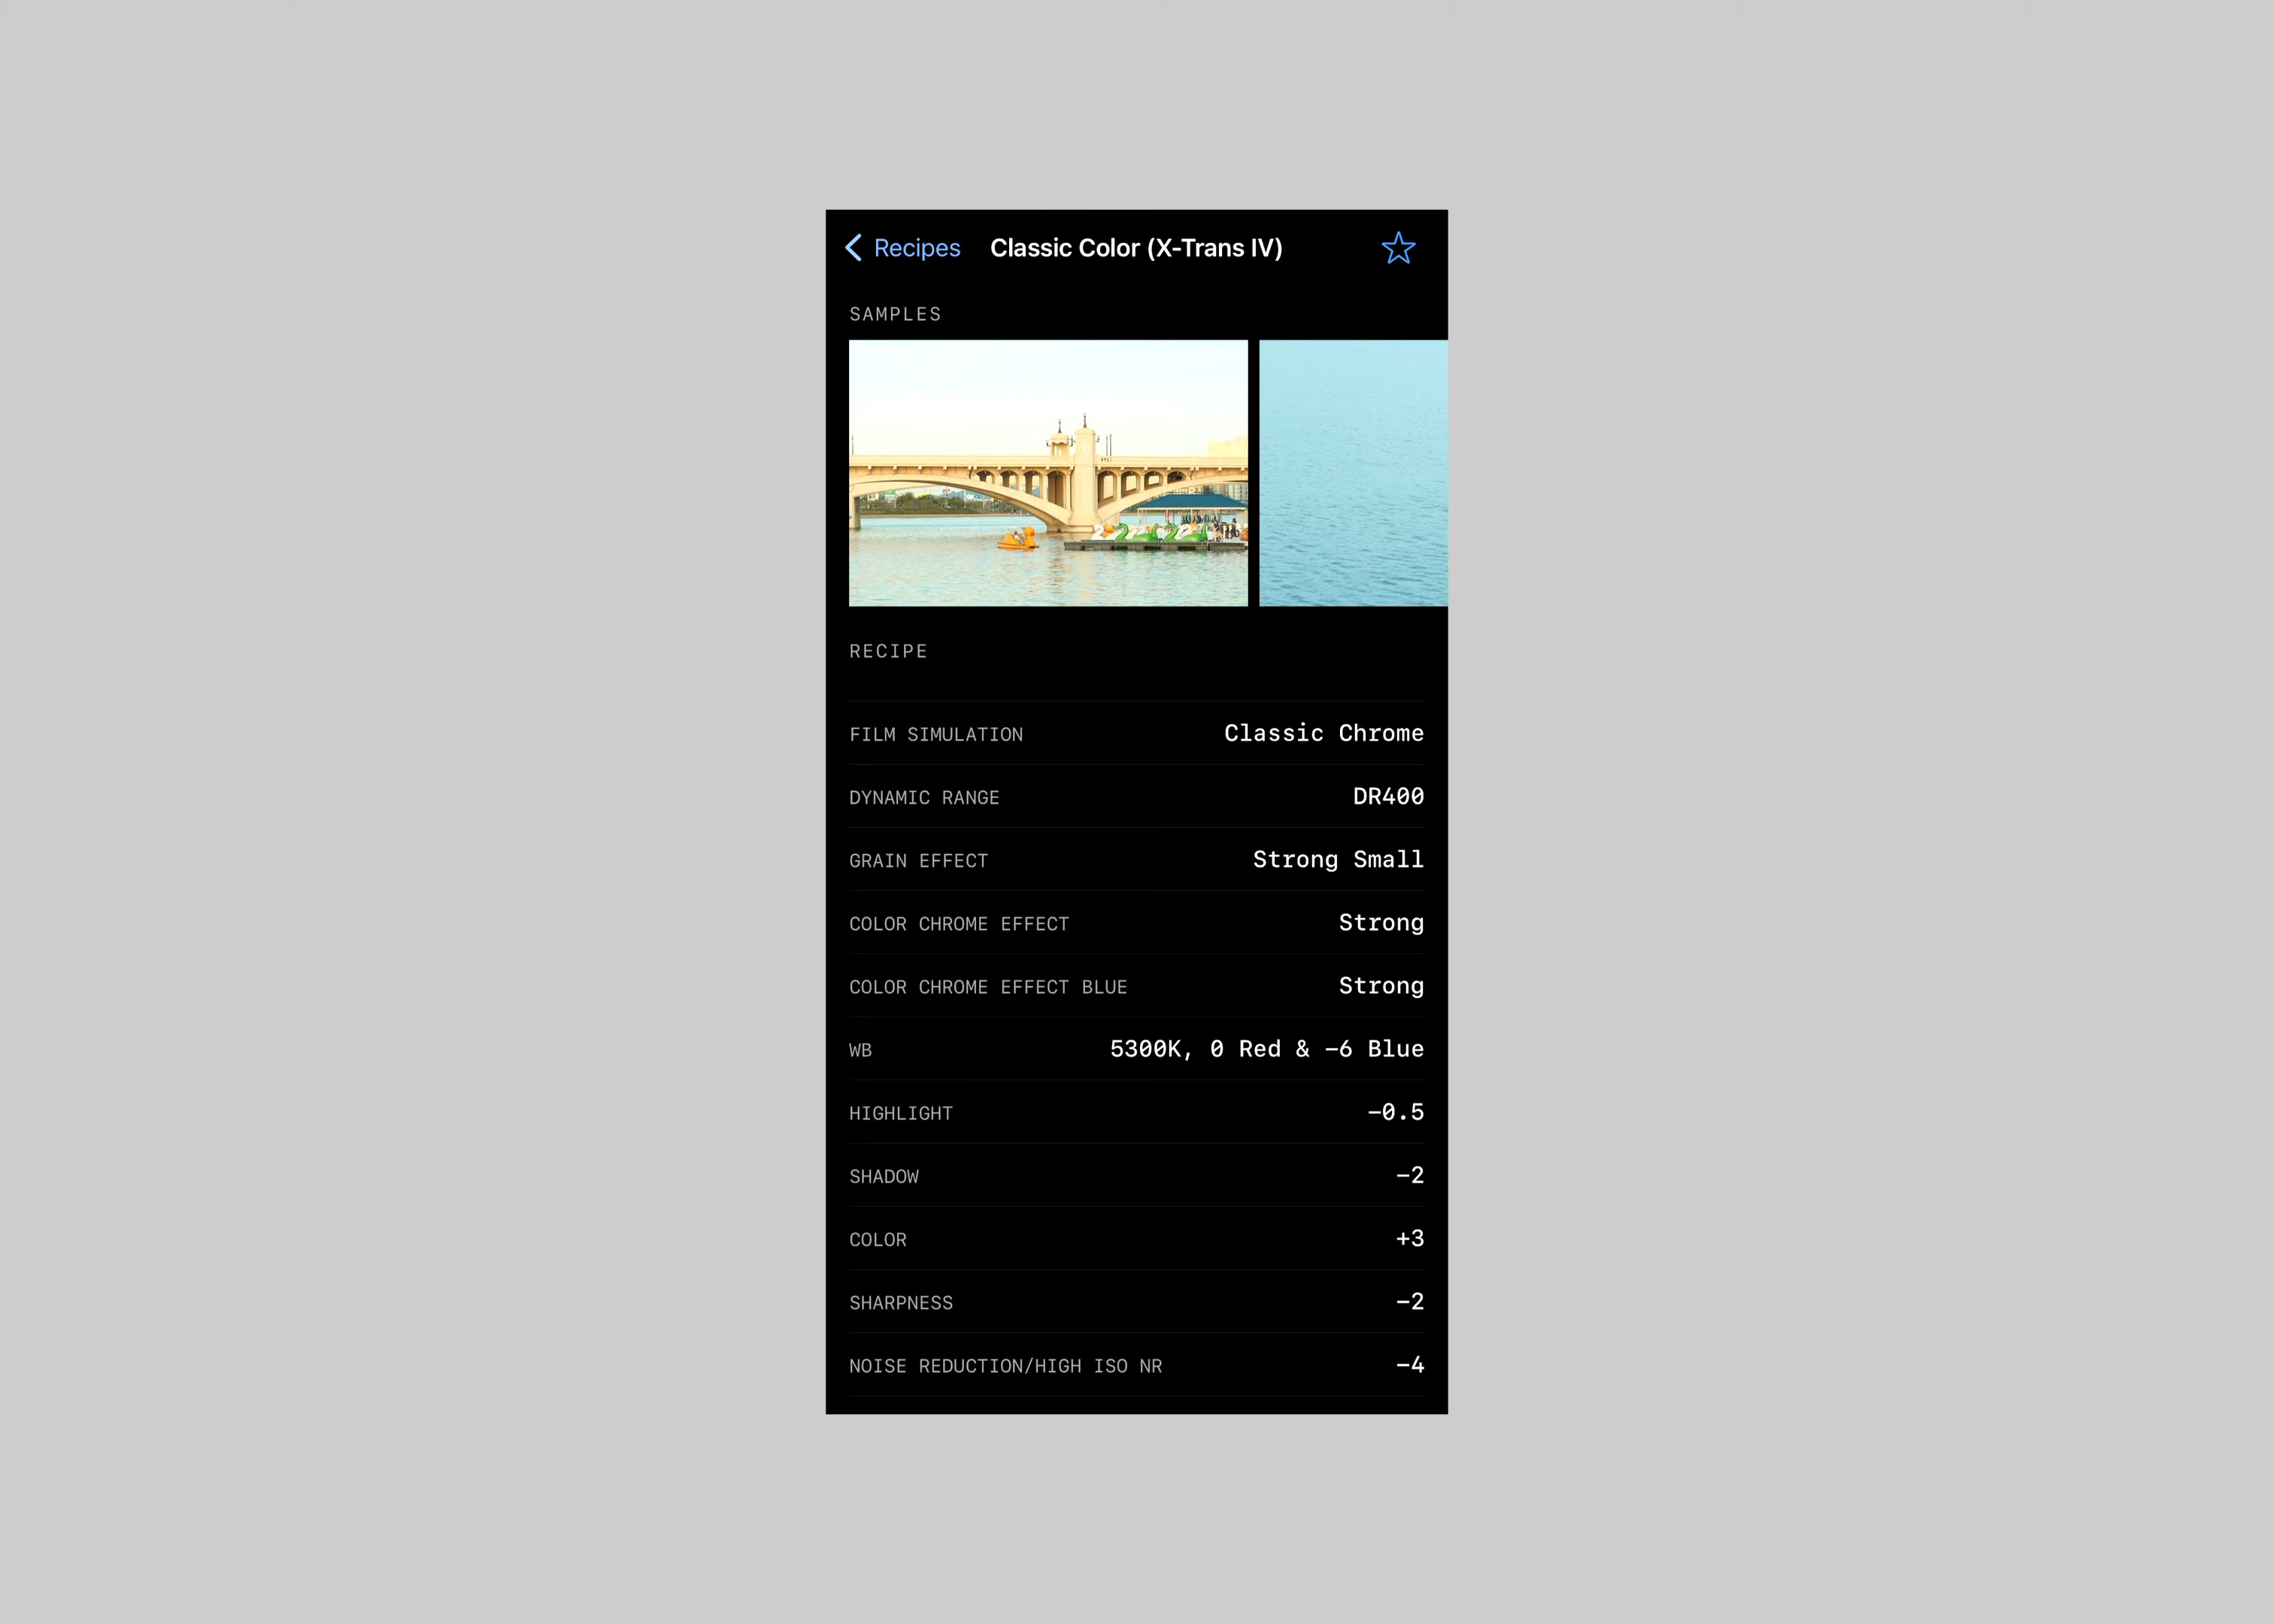 Recipes Classic Color (X-Trans IV)
SAMPLES
RECIPE
FILM SIMULATION Classic Chrome
DYNAMIC RANGE DR400
GRAIN EFFECT Strong Small
COLOR CHROME EFFECT Strong
COLOR CHROME EFFECT BLUE Strong
WB 5300K, 0 Red & −6 Blue
HIGHLIGHT −0.5
SHADOW −2
COLOR +3
SHARPNESS −2
NOISE REDUCTION/HIGH ISO NR −4